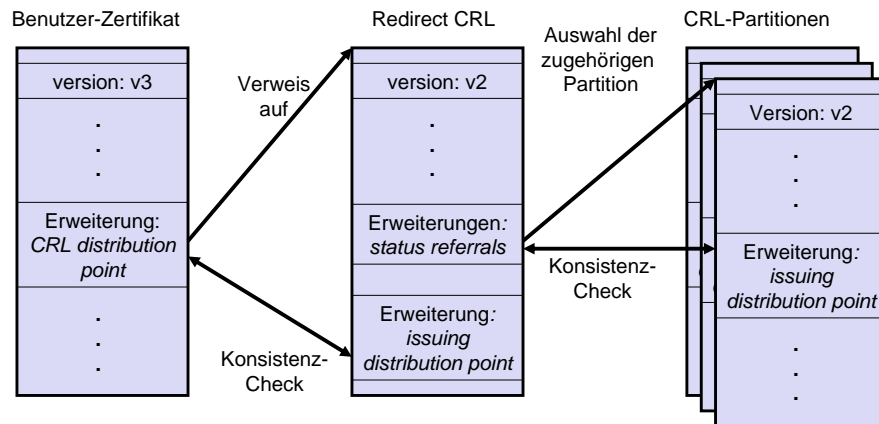 Benutzer-Zertifikat
version: v3
.
.
.
Erweiterung:
CRL distribution
point
.
.
.
Verweis
auf
Konsistenz-
Check
Redirect CRL
version: v2
.
.
.
Erweiterungen:
status referrals
Erweiterung:
issuing
distribution point
Auswahl der
zugehörigen
Partition
Konsistenz-
Check
CRL-Partitionen
Version: v2
.
.
.
Erweiterung:
issuing
distribution point
.
.
.